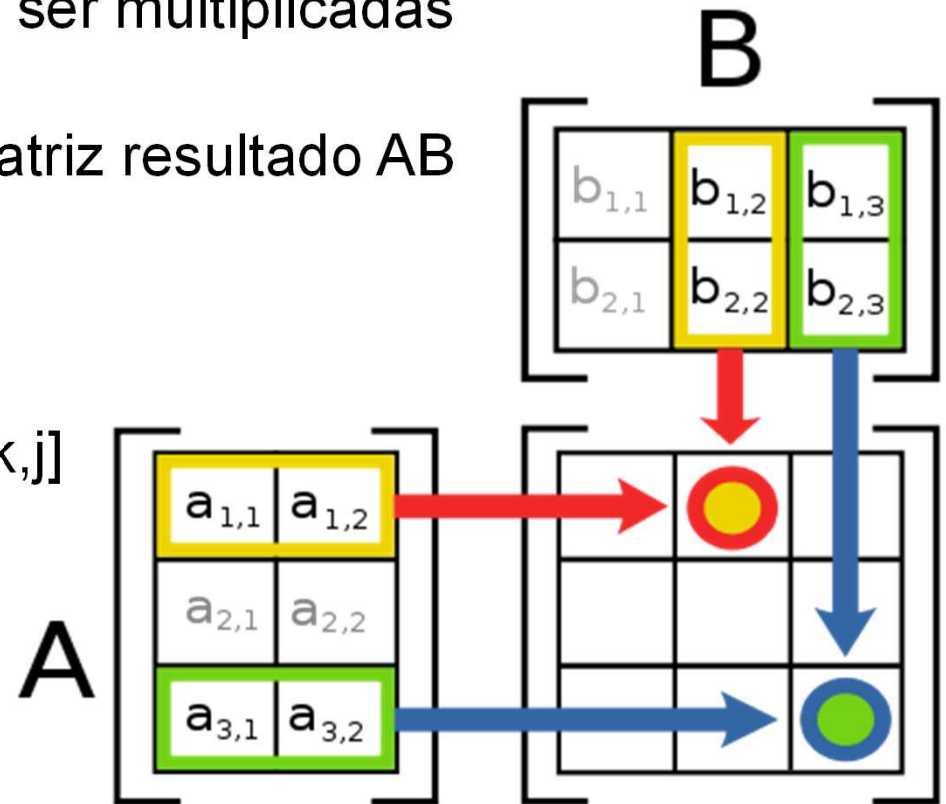 ser multiplicadas
B
atriz resultado AB
b1,1 b1,2 b1,3
b2,1 b2,2 b2,3
k,j]
a1,1 a1,2
a2,1 a2,2
A
a3,1 a3,2